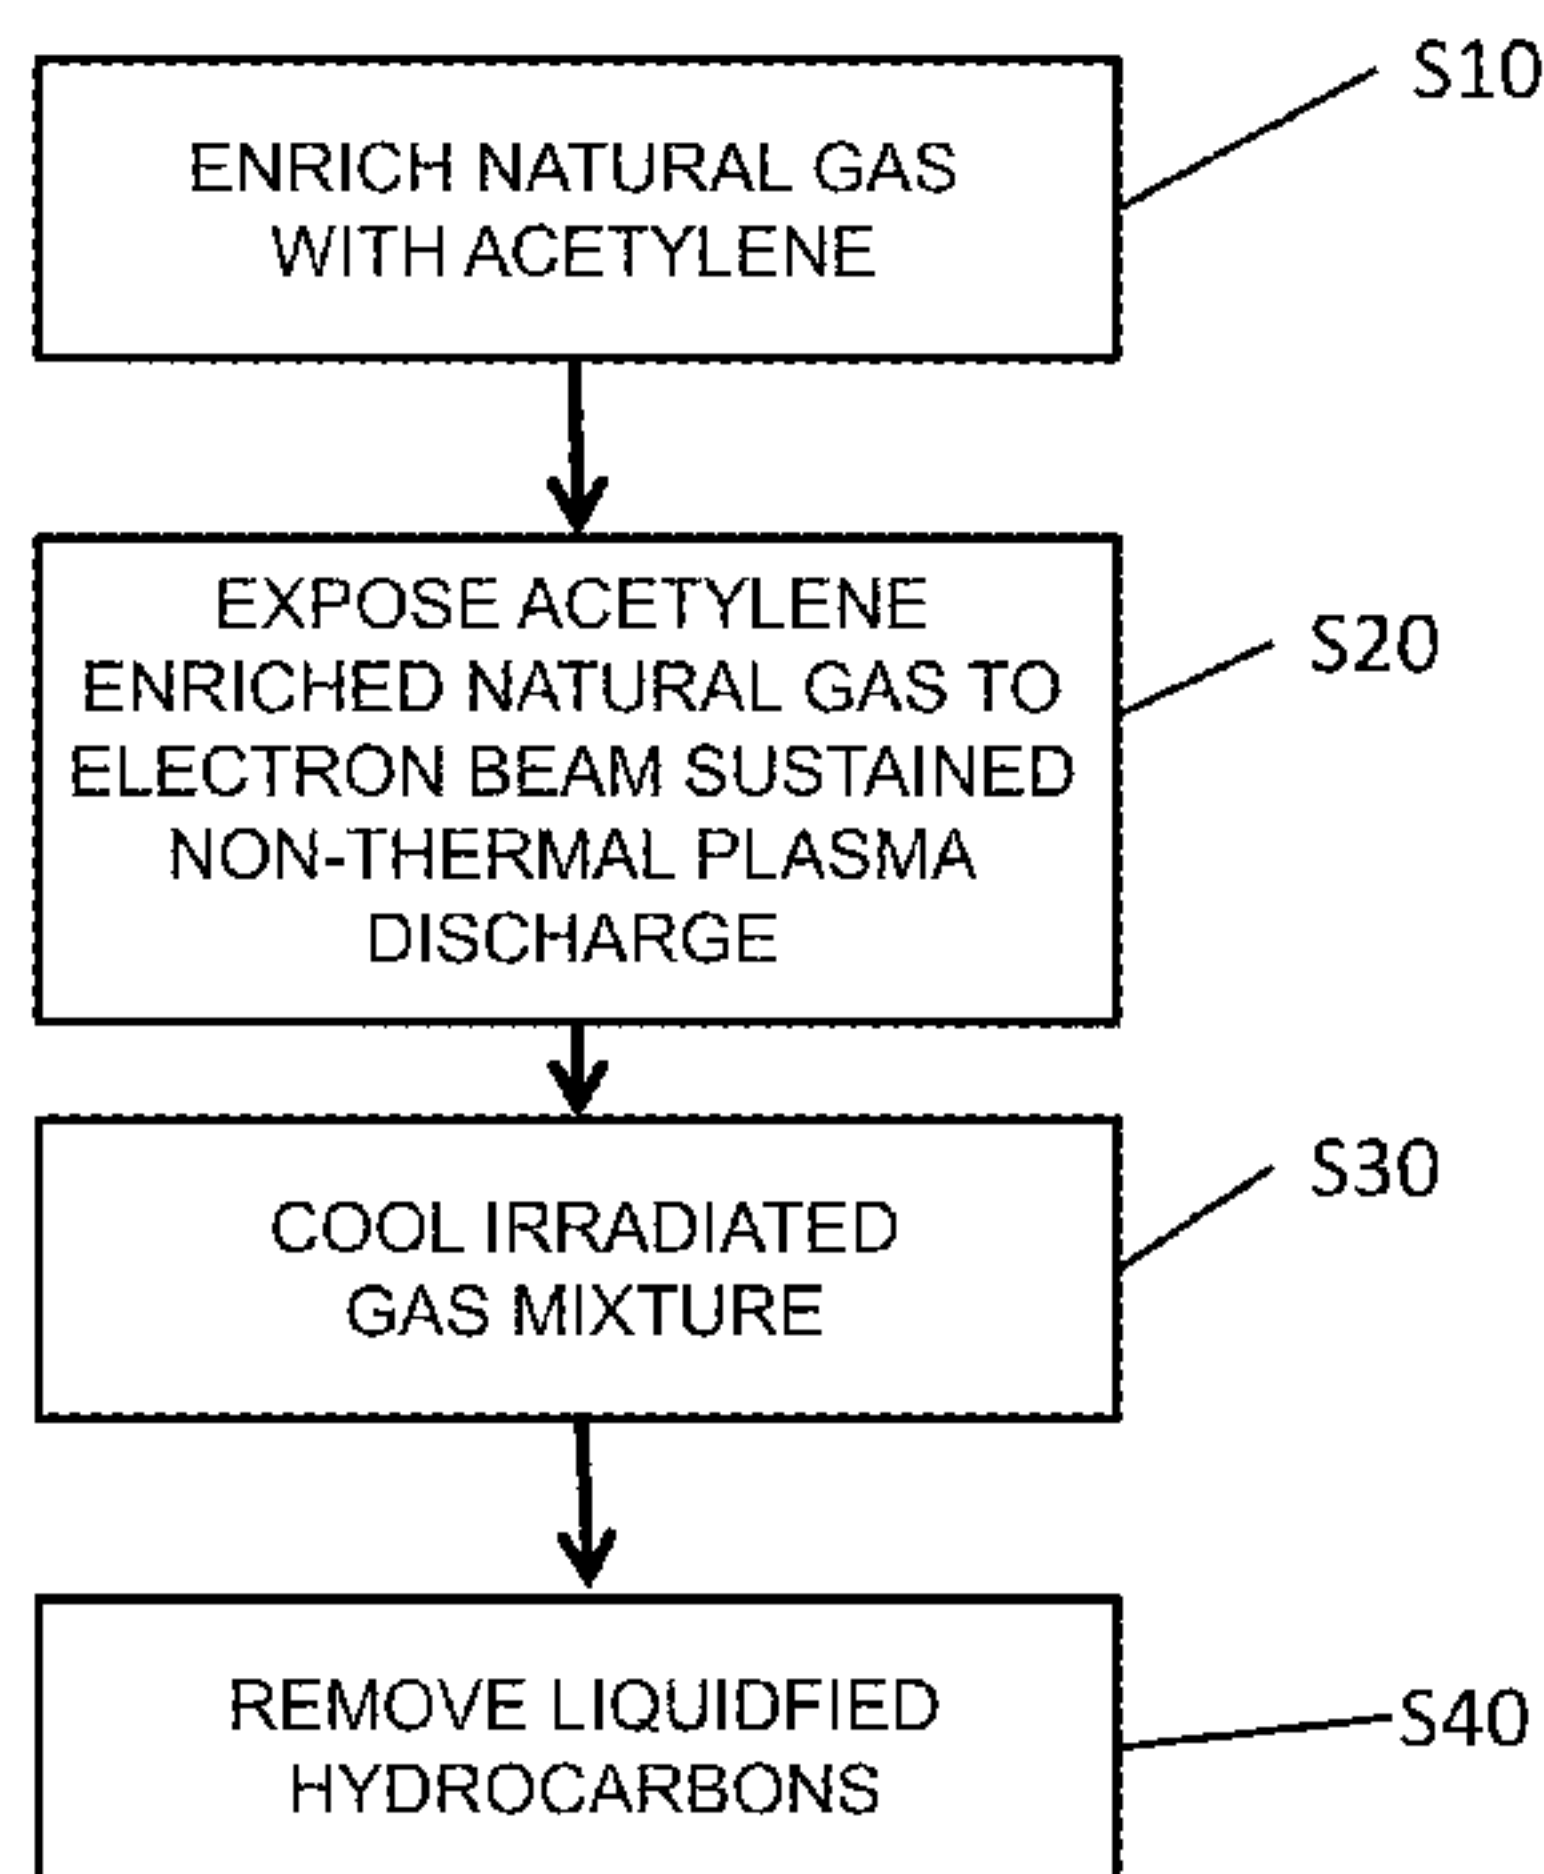 S10
ENRICH NATURAL GAS
WITH ACETYLENE
EXPOSE ACETYLENE
S20
ENRICHED NATURAL GAS TO
ELECTRON BEAM SUSTAINED
NON-THERMAL PLASMA
DISCHARGE
S30
COOL IRRADIATED
GAS MIXTURE
S40
REMOVE LIQUIDFIED
HYDROCARBONS